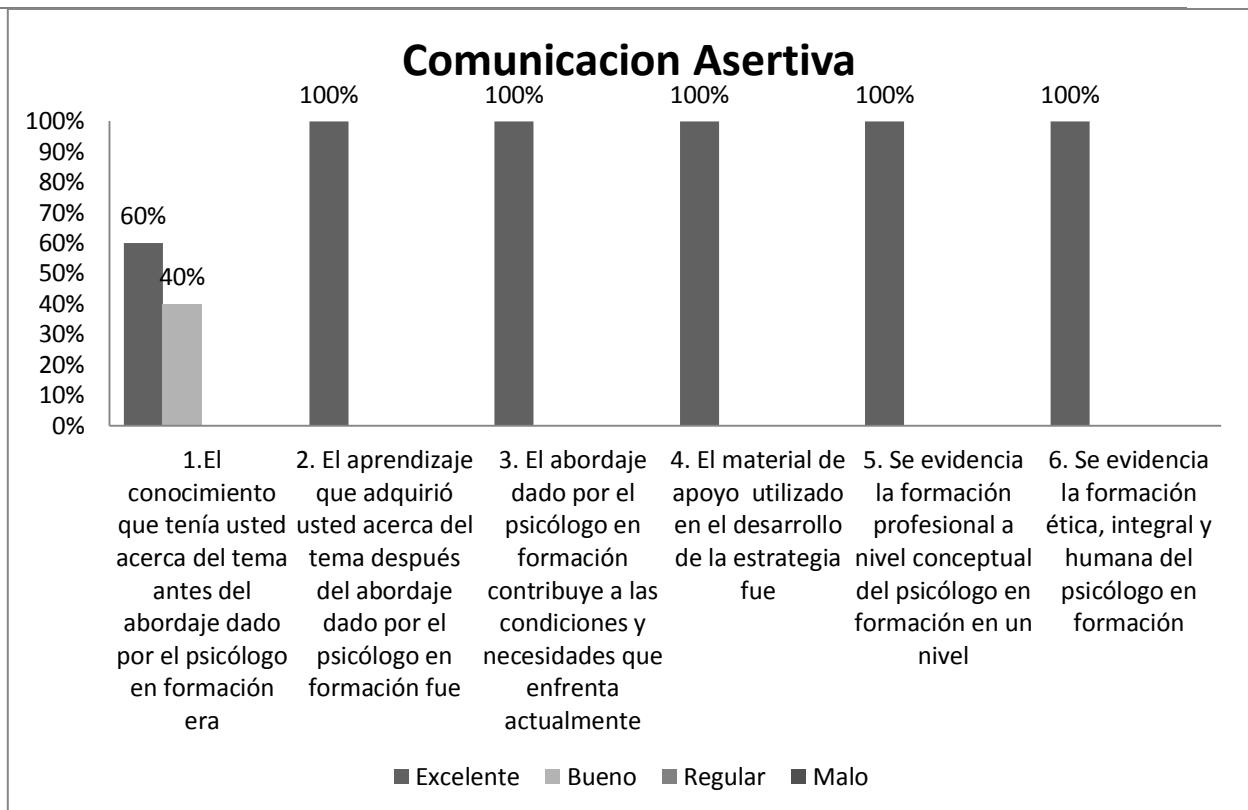 Comunicacion Asertiva
100% 100% 100% 100% 100%
100%
90%
80%
70%
60%
50%
40%
30%
20%
10%
0%
60%
40%
1.El
conocimiento
que tenía usted
acerca del tema
antes del
abordaje dado
por el psicólogo
en formación
era
2. El aprendizaje
que adquirió
usted acerca del
tema después
del abordaje
dado por el
psicólogo en
formación fue
3. El abordaje
dado por el
psicólogo en
formación
contribuye a las
condiciones y
necesidades que
enfrenta
actualmente
4. El material de
apoyo utilizado
en el desarrollo
de la estrategia
fue
5. Se evidencia
la formación
profesional a
nivel conceptual
del psicólogo en
formación en un
nivel
6. Se evidencia
la formación
ética, integral y
humana del
psicólogo en
formación
Excelente Bueno Regular Malo